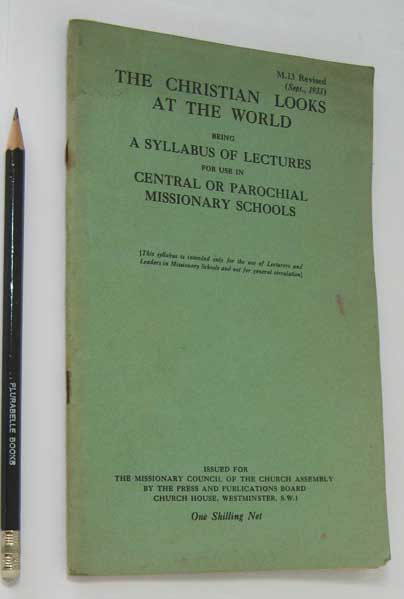 M.13 Revised
(Sept., 1933)
THE CHRISTIAN LOOKS
AT THE WORLD
BEING
A SYLLABUS OF LECTURES
FOR USE IN
CENTRAL OR PAROCHIAL
MISSIONARY SCHOOLS
[This syllabus is intended only for the use of Lecturers and
Leaders in Missionary Schools and not for general circulation]
ISSUED FOR
THE MISSIONARY COUNCIL OF THE CHURCH ASSEMBLY
BY THE PRESS AND PUBLICATIONS BOARD
CHURCH HOUSE, WESTMINSTER, S.W.1
One Shilling Net
PLURABELLE BOOKS